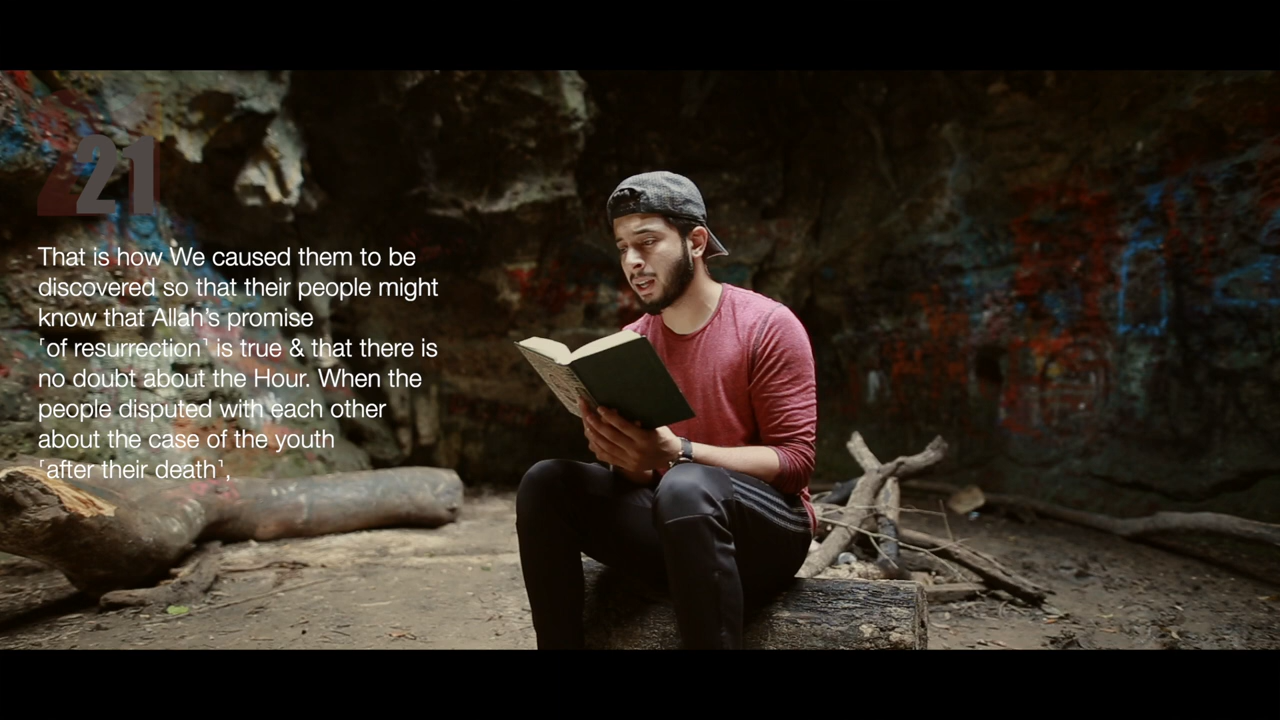 21
That is how We caused them to be
discovered so that their people might
know that Allah’s promise
˹of resurrection˺ is true & that there is
no doubt about the Hour. When the
people disputed with each other
about the case of the youth
˹after their death˺,